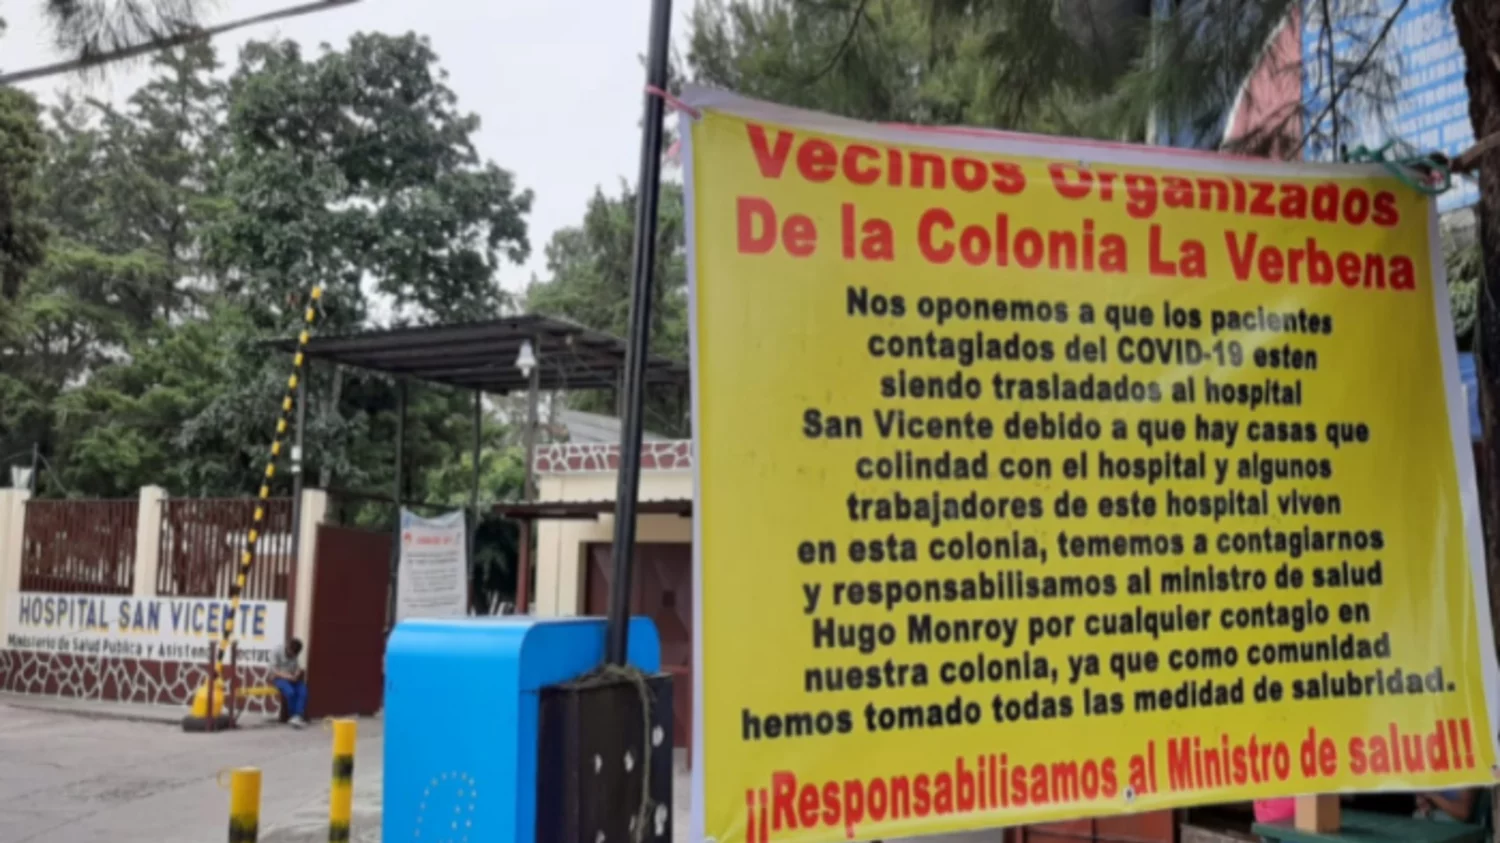 Vecinos Organizados
De la Colonia La Verbena
Nos oponemos a que los pacientes
contagiados del COVID-19 esten
siendo trasladados al hospital
San Vicente debido a que hay casas que
colindad con el hospital y algunos
trabajadores de este hospital viven
en esta colonia, tememos a contagiarnos
y responsabilisamos al ministro de salud
Hugo Monroy por cualquier contagio en
nuestra colonia, ya que como comunidad
hemos tomado todas las medidad de salubridad.
¡¡Responsabilisamos al Ministro de salud!!
HOSPITAL SAN VICENTE
Ministerio de Salud Publica y Asistencia